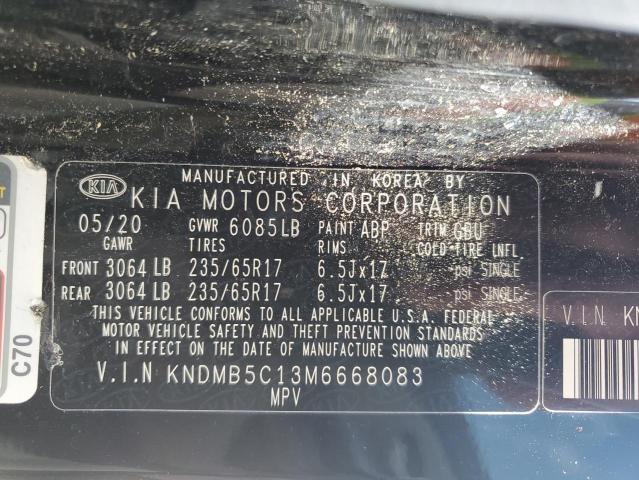 MANUFACTURED IN KOREA BY
KIA KIA MOTORS CORPORATION
05/20 GVWR 6085LB PAINT ABP TRIM GBU
GAWR TIRES RIMS COLD TIRE INFL
FRONT 3064 LB 235/65R17 6.5Jx17 psi SINGLE
REAR 3064 LB 235/65R17 6.5Jx17 psi SINGLE
THIS VEHICLE CONFORMS TO ALL APPLICABLE U.S.A. FEDERAL
MOTOR VEHICLE SAFETY AND THEFT PREVENTION STANDARDS
IN EFFECT ON THE DATE OF MANUFACTURE SHOWN ABOVE
V.I.N KNDMB5C13M6668083
MPV
C70
V.I.N. KN